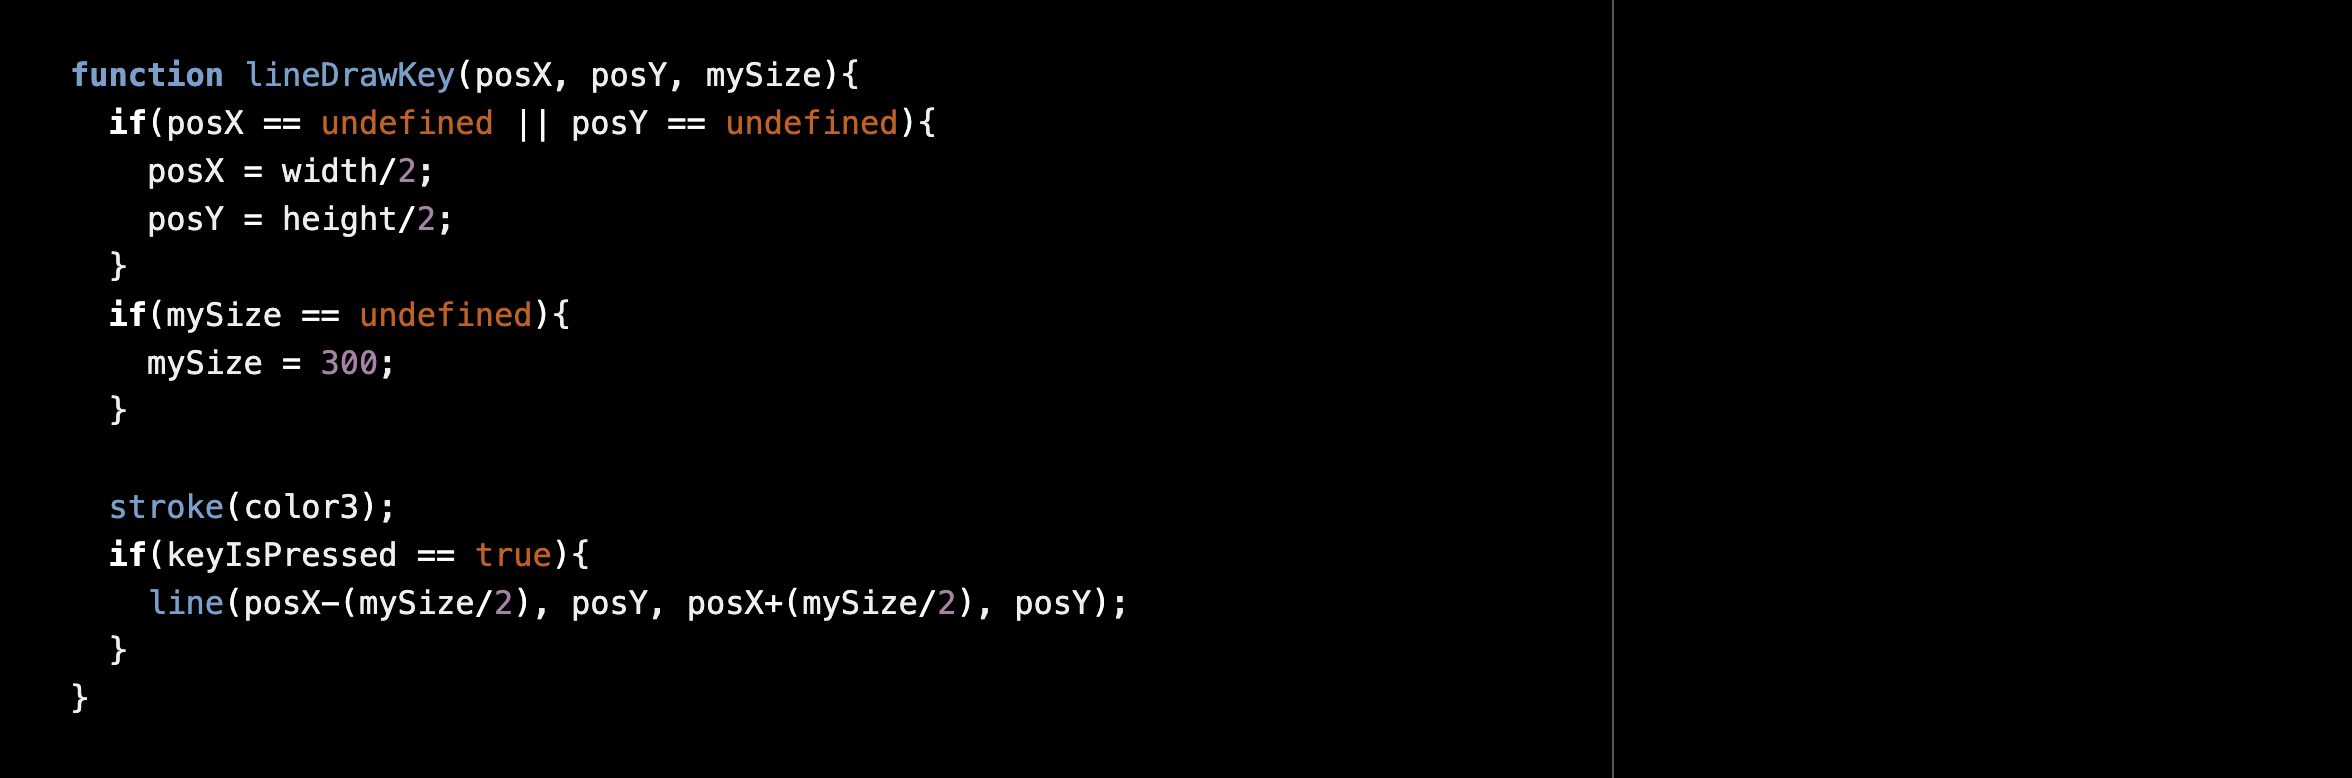 function lineDrawKey(posX, posY, mySize){
  if(posX == undefined || posY == undefined){
    posX = width/2;
    posY = height/2;
  }
  if(mySize == undefined){
    mySize = 300;
  }

  stroke(color3);
  if(keyIsPressed == true){
    line(posX-(mySize/2), posY, posX+(mySize/2), posY);
  }
}